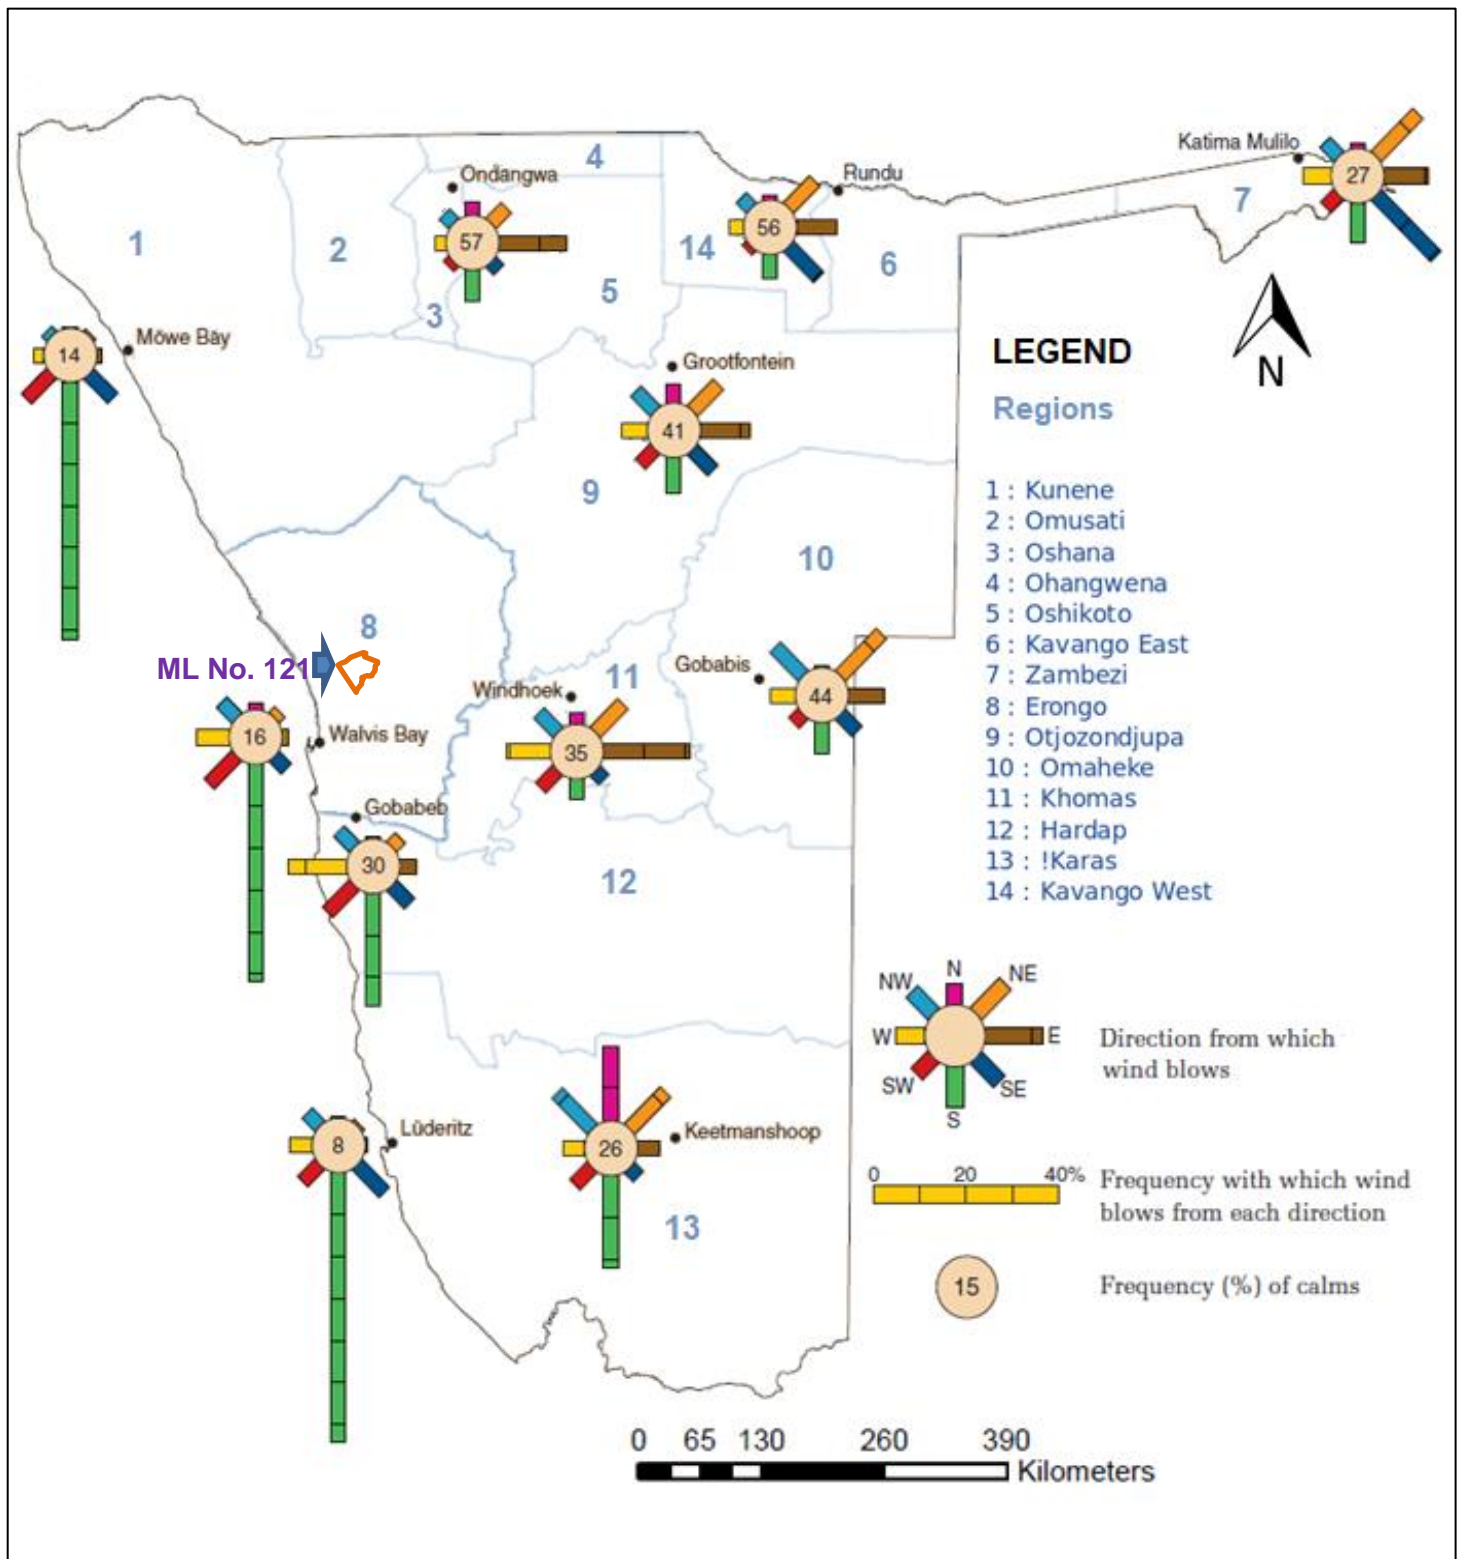 4
Katima Mulilo
Ondangwa
Rundu
27
7
1
2
57
14
56
6
3
5
14
Möwe Bay
Grootfontein
LEGEND
N
Regions
41
9
10
1 : Kunene
2 : Omusati
3 : Oshana
4 : Ohangwena
5 : Oshikoto
6 : Kavango East
7 : Zambezi
8 : Erongo
9 : Otjozondjupa
10 : Omaheke
11 : Khomas
12 : Hardap
13 : !Karas
14 : Kavango West
8
ML No. 121
Gobabis
11
Windhoek
44
16
Walvis Bay
35
Gobabeb
30
12
N
NW
NE
W
E
SW
SE
S
Direction from which
wind blows
Lüderitz
8
26
Keetmanshoop
13
0 20 40%
Frequency with which wind
blows from each direction
15
Frequency (%) of calms
0 65 130 260 390
Kilometers